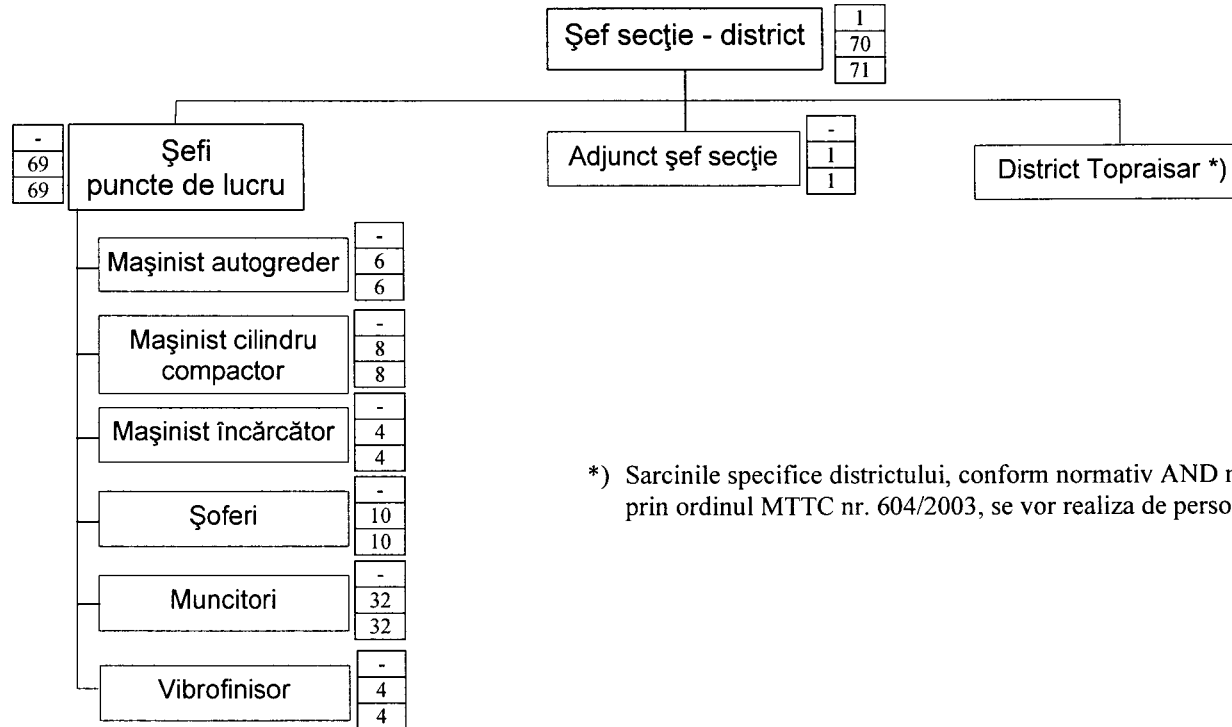 Şef secţie - district
1
70
71
-
69
69
Şefi
puncte de lucru
Adjunct şef secţie
-
1
1
District Topraisar *)
Maşinist autogreder
-
6
6
Maşinist cilindru
compactor
-
8
8
Maşinist încărcător
-
4
4
Şoferi
-
10
10
Muncitori
-
32
32
Vibrofinisor
-
4
4
*) Sarcinile specifice districtului, conform normativ AND
prin ordinul MTTC nr. 604/2003, se vor realiza de